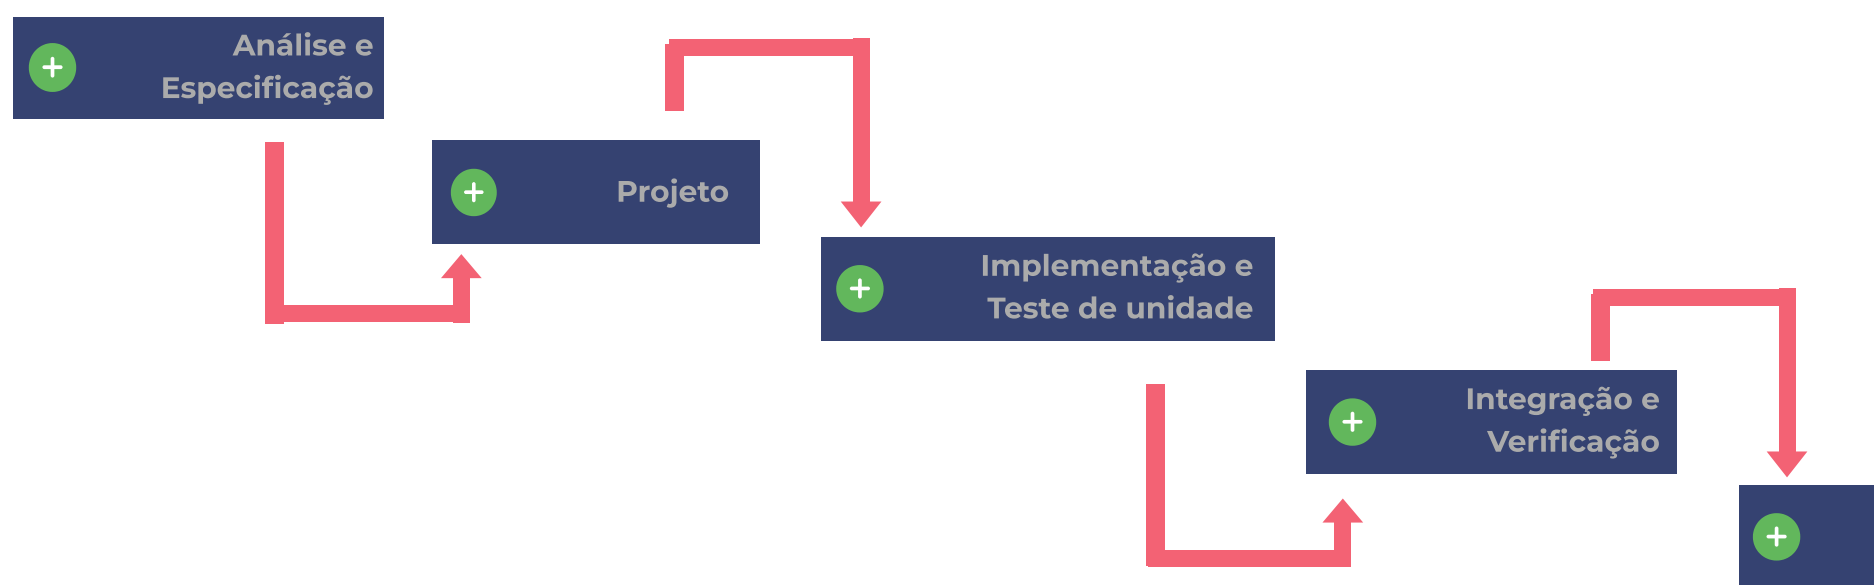 Análise e
Especificação
Projeto
Implementação e
Teste de unidade
Integração e
Verificação